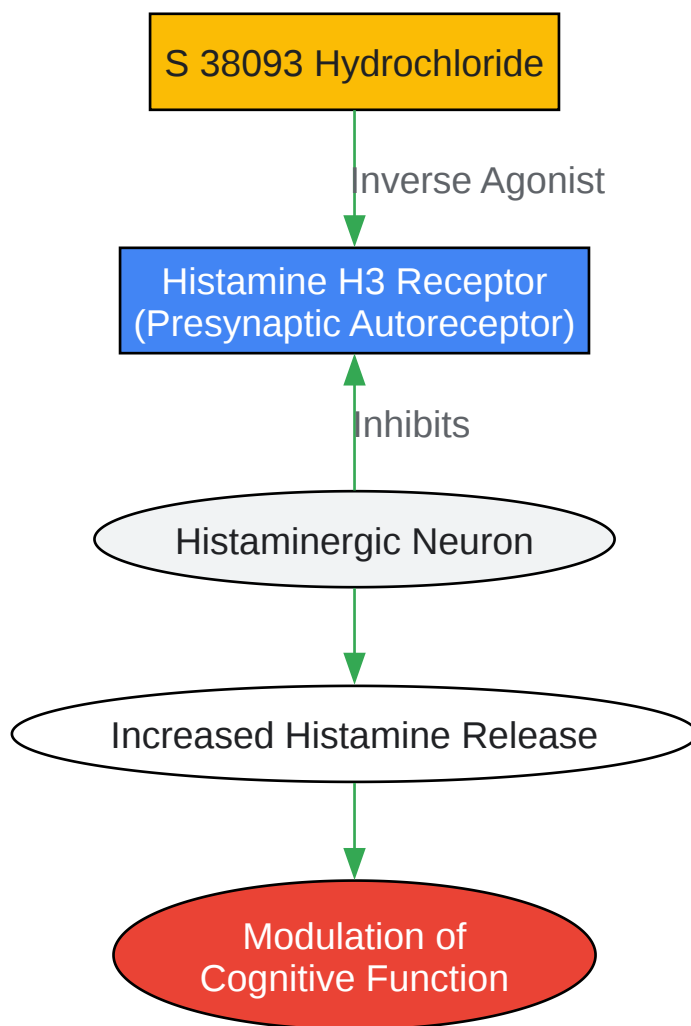 S 38093 Hydrochloride
Inverse Agonist
Histamine H3 Receptor
(Presynaptic Autoreceptor)
Inhibits
Histaminergic Neuron
Increased Histamine Release
Modulation of
Cognitive Function